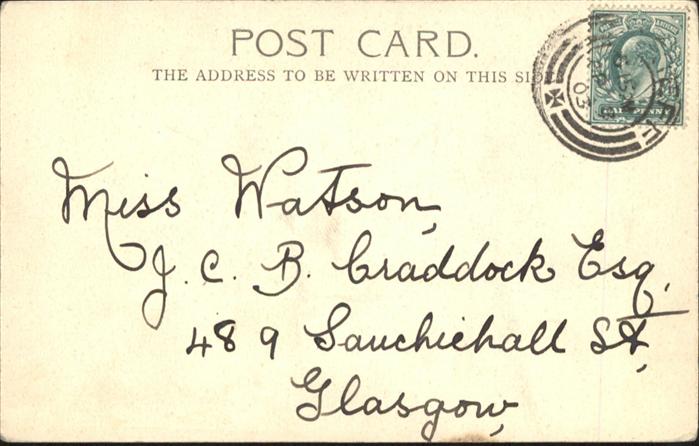 POST CARD.
THE ADDRESS TO BE WRITTEN ON THIS SIDE
Miss Watson,
J. C. B. Craddock Esq.
489 Sauchiehall St,
Glasgow,